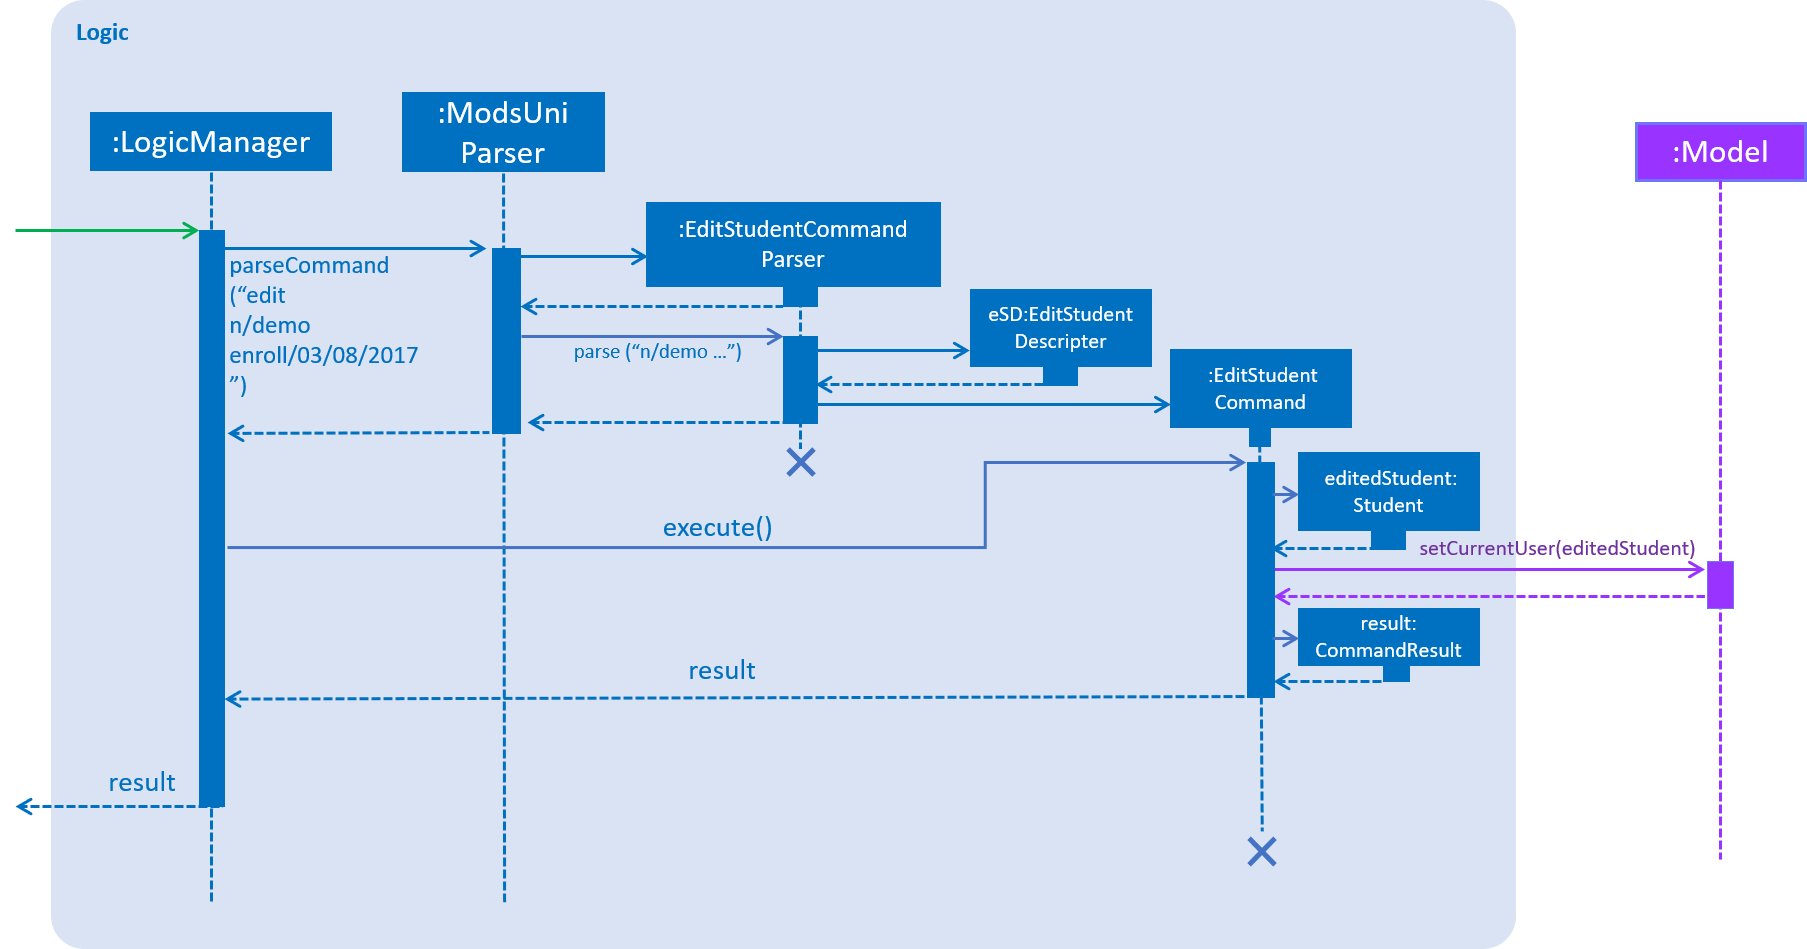 Logic
:LogicManager
:ModsUni
Parser
:Model
:EditStudentCommand
Parser
parseCommand
(“edit
n/demo
enroll/03/08/2017
”)
parse (“n/demo ...”)
eSD:EditStudent
Descripter
:EditStudent
Command
editedStudent:
Student
execute()
setCurrentUser(editedStudent)
result:
CommandResult
result
result